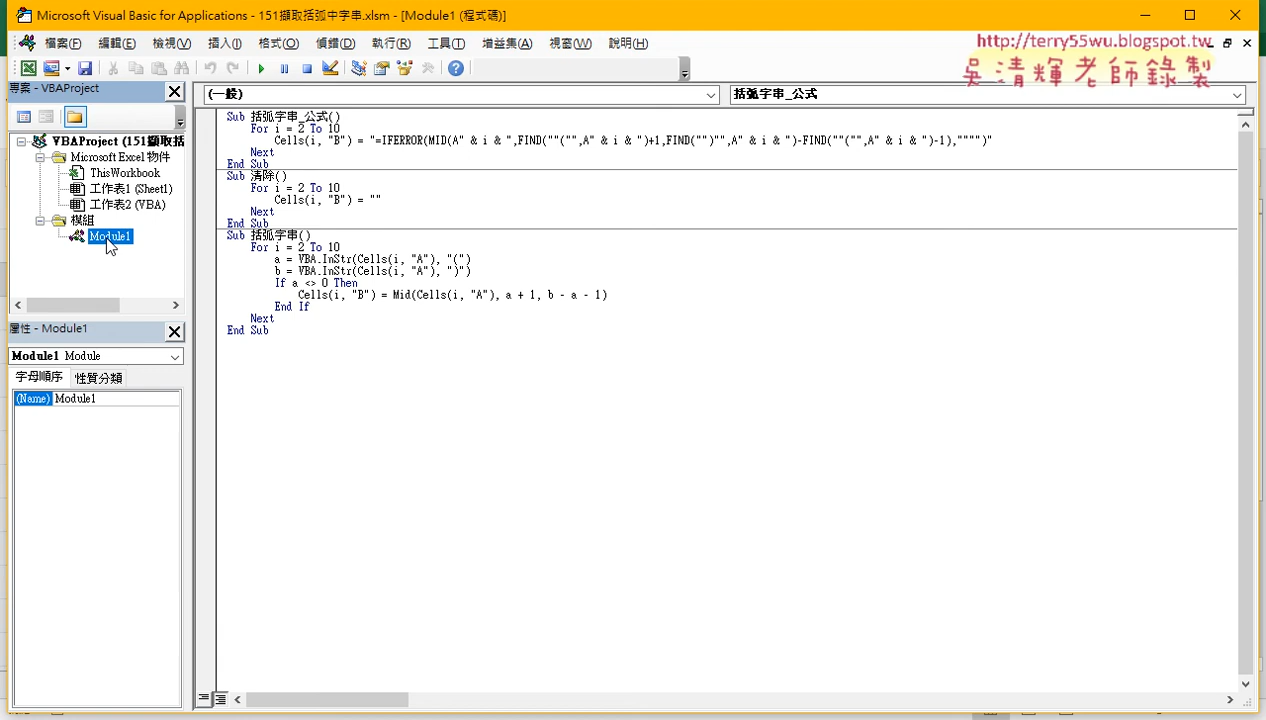 Microsoft Visual Basic for Applications - 151擷取括弧中字串.xlsm - [Module1 (程式碼)]
檔案(F) 編輯(E) 檢視(V) 插入(I) 格式(O) 偵錯(D) 執行(R) 工具(T) 增益集(A) 視窗(W) 說明(H)
http://terry55wu.blogspot.tw
吳清輝老師錄製
專案 - VBAProject
(一般)
括弧字串_公式
VBAProject (151擷取括
Microsoft Excel 物件
ThisWorkbook
工作表1 (Sheet1)
工作表2 (VBA)
模組
Module1
屬性 - Module1
Module1 Module
字母順序 性質分類
(Name) Module1
Sub 括弧字串_公式()
For i = 2 To 10
Cells(i, "B") = "=IFERROR(MID(A" & i & ",FIND(""("",A" & i & ")+1,FIND("")"",A" & i & ")-FIND(""("",A" & i & ")-1),"""")"
Next
End Sub
Sub 清除()
For i = 2 To 10
Cells(i, "B") = ""
Next
End Sub
Sub 括弧字串()
For i = 2 To 10
a = VBA.InStr(Cells(i, "A"), "(")
b = VBA.InStr(Cells(i, "A"), ")")
If a <> 0 Then
Cells(i, "B") = Mid(Cells(i, "A"), a + 1, b - a - 1)
End If
Next
End Sub